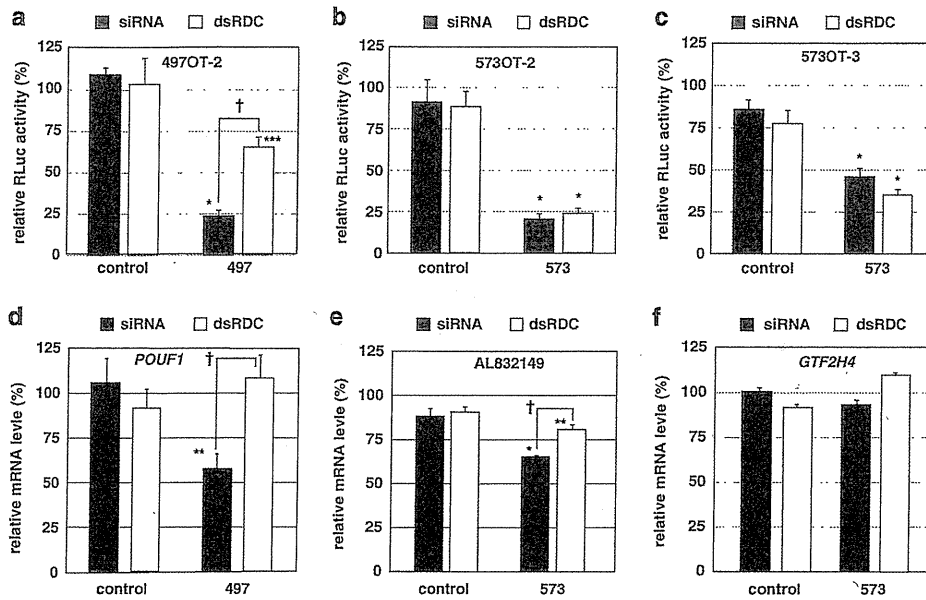 a
siRNA dsRDC
relative RLuc activity (%)
125
100
75
50
25
0
497OT-2
†
*
***
control 497
b
siRNA dsRDC
relative RLuc activity (%)
125
100
75
50
25
0
573OT-2
* *
control 573
c
siRNA dsRDC
relative RLuc activity (%)
125
100
75
50
25
0
573OT-3
* *
control 573
d
siRNA dsRDC
relative mRNA levle (%)
125
100
75
50
25
0
POUF1
†
**
control 497
e
siRNA dsRDC
relative mRNA levle (%)
125
100
75
50
25
0
AL832149
†
* **
control 573
f
siRNA dsRDC
relative mRNA levle (%)
125
100
75
50
25
0
GTF2H4
control 573